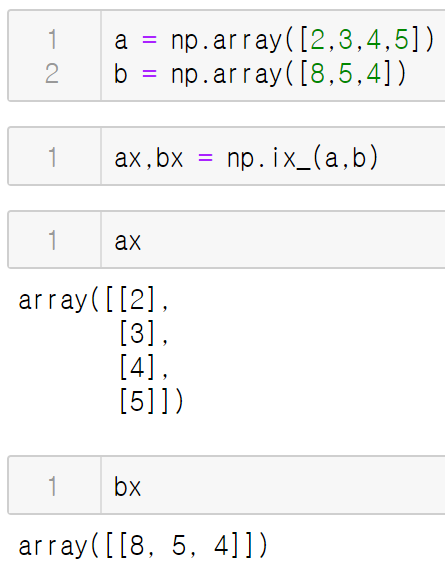 1 a = np.array([2,3,4,5])
2 b = np.array([8,5,4])
1 ax,bx = np.ix_(a,b)
1 ax
array([[2],
[3],
[4],
[5]])
1 bx
array([[8, 5, 4]])